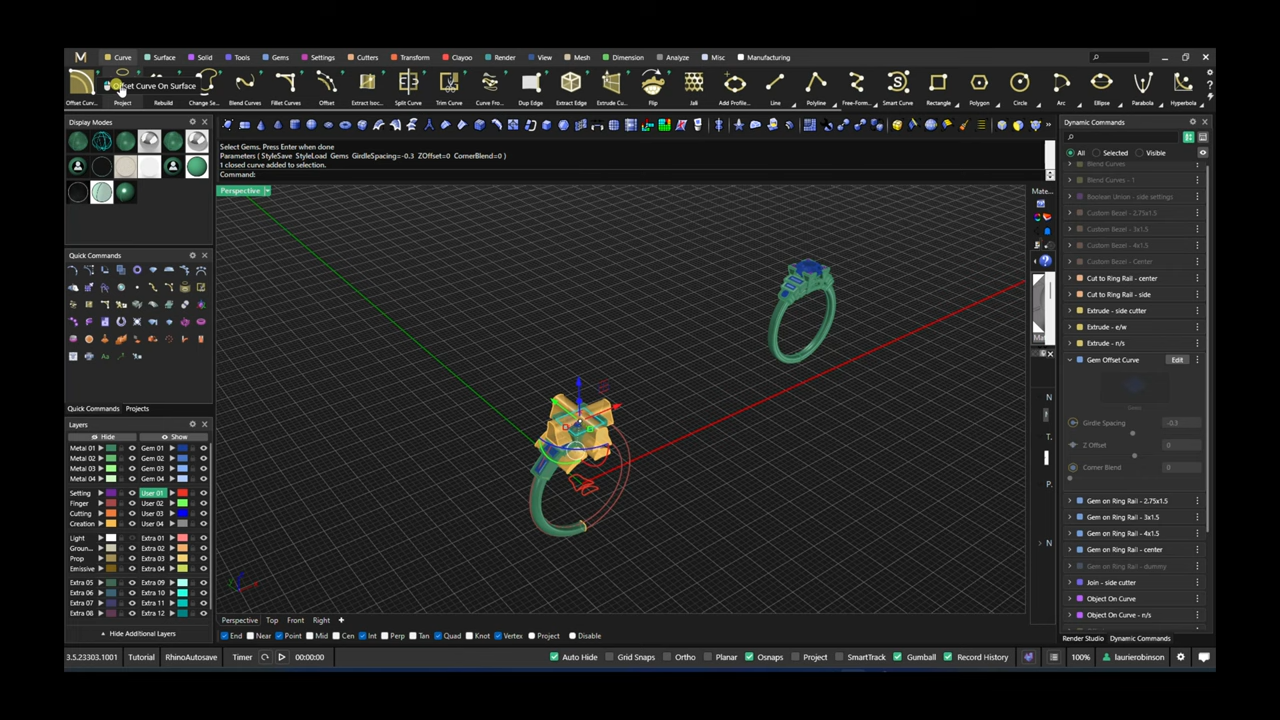 Curve Surface Solid Tools Gems Settings Cutters Transform Clayoo Render View Mesh Dimension Analyze Misc Manufacturing
Offset Curve On Surface
Offset Curv... Project Rebuild Change Se... Blend Curves Fillet Curves Offset Extract Isoc... Split Curve Trim Curve Curve Fro... Dup Edge Extract Edge Extrude Cu... Flip Jali Add Profile... Line Polyline Free-Form... Smart Curve Rectangle Polygon Circle Arc Ellipse Parabola Hyperbola
Display Modes
Select Gems. Press Enter when done
Parameters ( StyleSave StyleLoad Gems GirdleSpacing=-0.3 ZOffset=0 CornerBlend=0 )
1 closed curve added to selection.
Command:
Perspective
Mate...
Dynamic Commands
All Selected Visible
Blend Curves
Blend Curves - 1
Boolean Union - side settings
Custom Bezel - 2.75x1.5
Custom Bezel - 3x1.5
Custom Bezel - 4x1.5
Custom Bezel - Center
Cut to Ring Rail - center
Cut to Ring Rail - side
Extrude - side cutter
Extrude - e/w
Extrude - n/s
Gem Offset Curve Edit
Gems
Girdle Spacing -0.3
Z Offset 0
Corner Blend 0
Gem on Ring Rail - 2.75x1.5
Gem on Ring Rail - 3x1.5
Gem on Ring Rail - 4x1.5
Gem on Ring Rail - center
Gem on Ring Rail - dummy
Join - side cutter
Object On Curve
Object On Curve - n/s
Render Studio Dynamic Commands
Quick Commands
Quick Commands Projects
Layers
Hide Show
Metal 01 Gem 01
Metal 02 Gem 02
Metal 03 Gem 03
Metal 04 Gem 04
Setting User 01
Finger User 02
Cutting User 03
Creation User 04
Light Extra 01
Groun... Extra 02
Prop Extra 03
Emissive Extra 04
Extra 05 Extra 09
Extra 06 Extra 10
Extra 07 Extra 11
Extra 08 Extra 12
Hide Additional Layers
N
T.
P.
N
Perspective Top Front Right
End Near Point Mid Cen Int Perp Tan Quad Knot Vertex Project Disable
3.5.23303.1001 Tutorial RhinoAutosave Timer 00:00:00 Auto Hide Grid Snaps Ortho Planar Osnaps Project SmartTrack Gumball Record History 100% laurierobinson